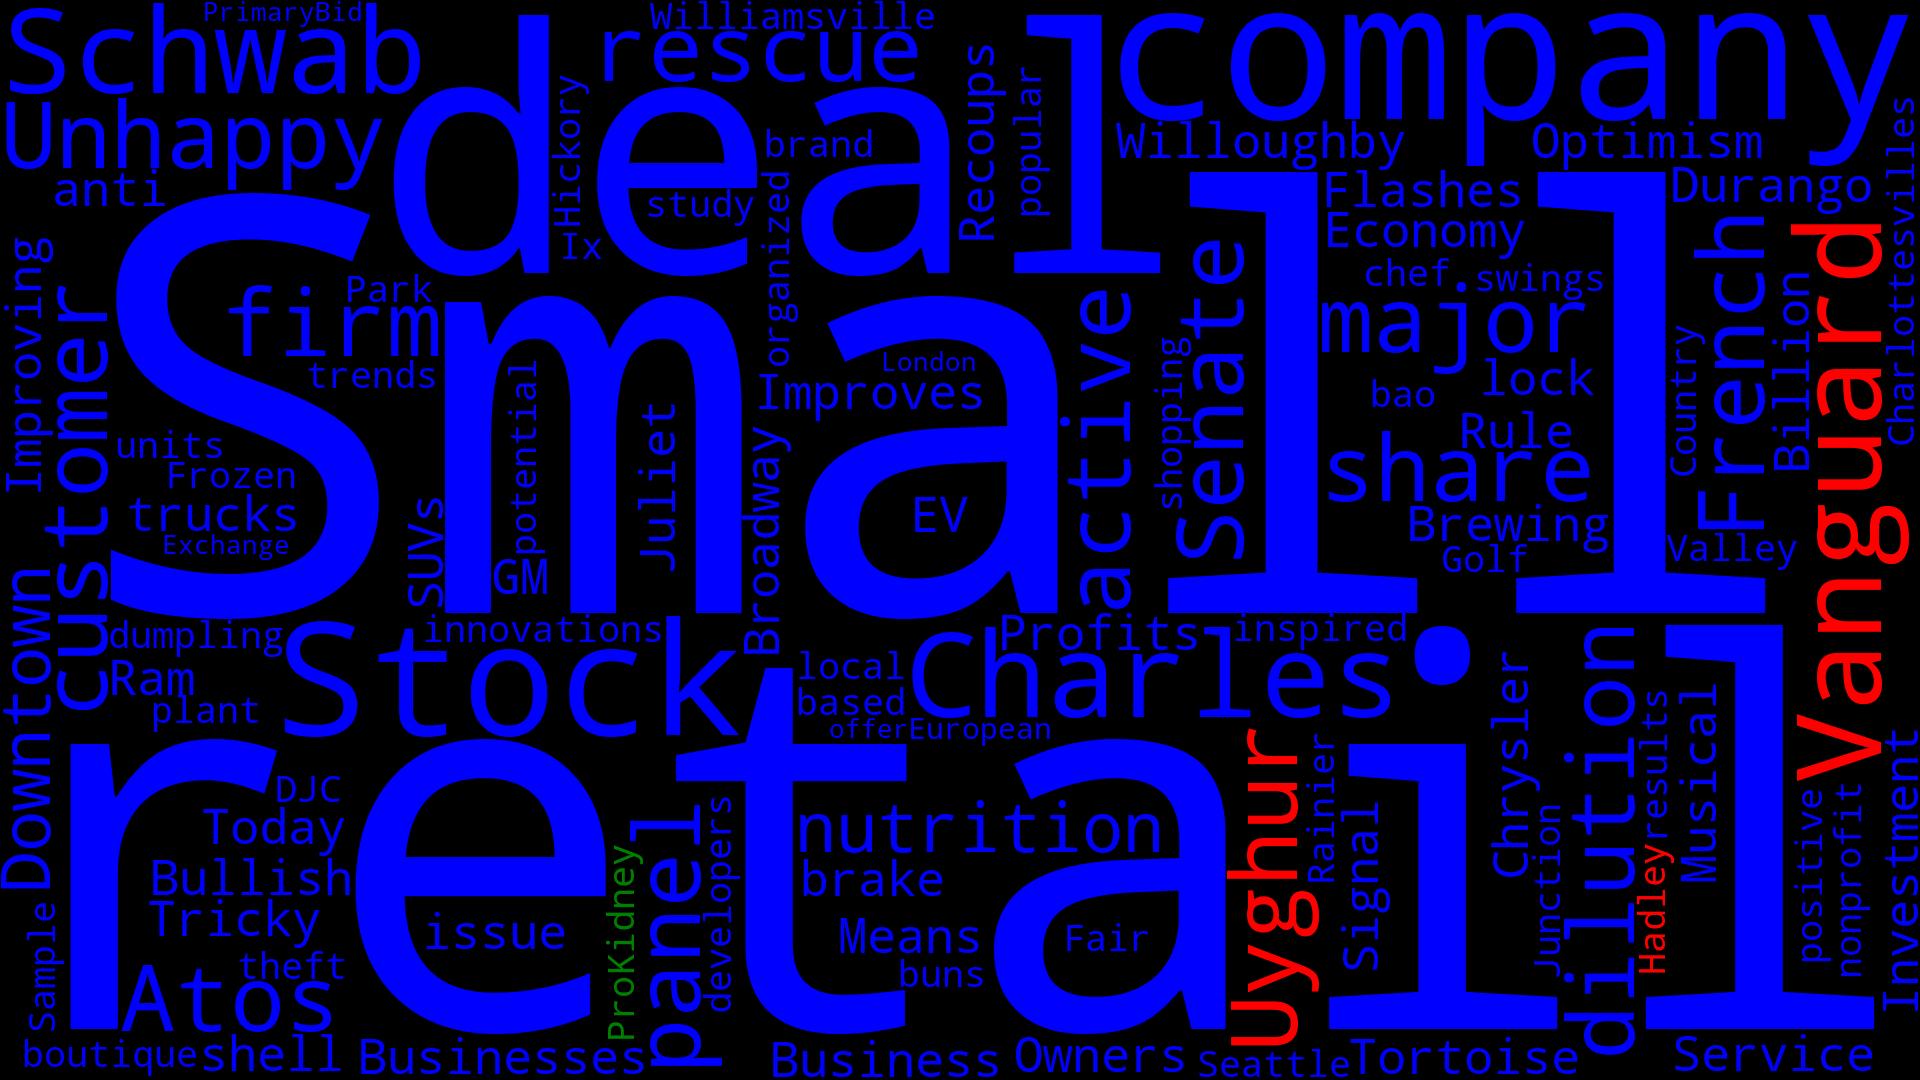 PrimaryBid
Williamsville
Schwab
rescue
deal
company
Unhappy
anti
Hickory
Ix
study
brand
organized
Recoups
popular
Willoughby
Optimism
Charlottesvilles
Flashes
Durango
Economy
Small
Improving
customer
Park
firm
trends
units
Frozen
trucks
Exchange
SUVs
GM
potential
Juliet
Broadway
London
Improves
EV
active
shopping
Senate
chef
swings
major
lock
bao
Rule
share
Brewing
Golf
Country
French
Billion
Valley
Vanguard
Downtown
dumpling
Ram
plant
Stock
innovations
local
based
offer
European
Charles
Profits
inspired
retail
DJC
Today
Bullish
Tricky
Sample
theft
Atos
issue
ProKidney
panel
developers
nutrition
brake
Means
buns
Fair
Uyghur
Rainier
Signal
Chrysler
Junction
dilution
Hadley
results
Musical
positive
nonprofit
Investment
boutique
shell
Businesses
Business
Owners
Seattle
Tortoise
Service